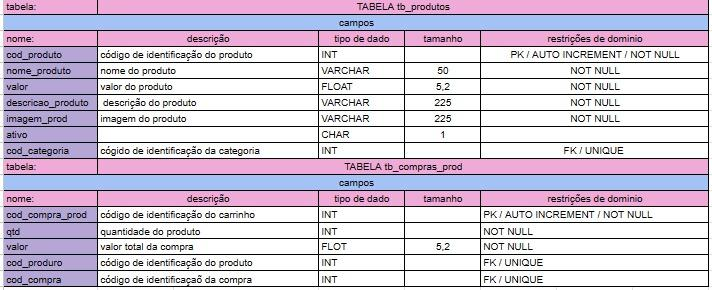 tabela: TABELA tb_produtos
campos
nome: descrição tipo de dado tamanho restrições de dominio
cod_produto código de identificação do produto INT PK / AUTO INCREMENT / NOT NULL
nome_produto nome do produto VARCHAR 50 NOT NULL
valor valor do produto FLOAT 5,2 NOT NULL
descricao_produto descrição do produto VARCHAR 225 NOT NULL
imagem_prod imagem do produto VARCHAR 225 NOT NULL
ativo CHAR 1
cod_categoria cógido de identificação da categoria INT FK / UNIQUE
tabela: TABELA tb_compras_prod
campos
nome: descrição tipo de dado tamanho restrições de dominio
cod_compra_prod código de identificação do carrinho INT PK / AUTO INCREMENT / NOT NULL
qtd quantidade do produto INT NOT NULL
valor valor total da compra FLOT 5,2 NOT NULL
cod_produro código de identificação do produto INT FK / UNIQUE
cod_compra código de identificaçaõ da compra INT FK / UNIQUE